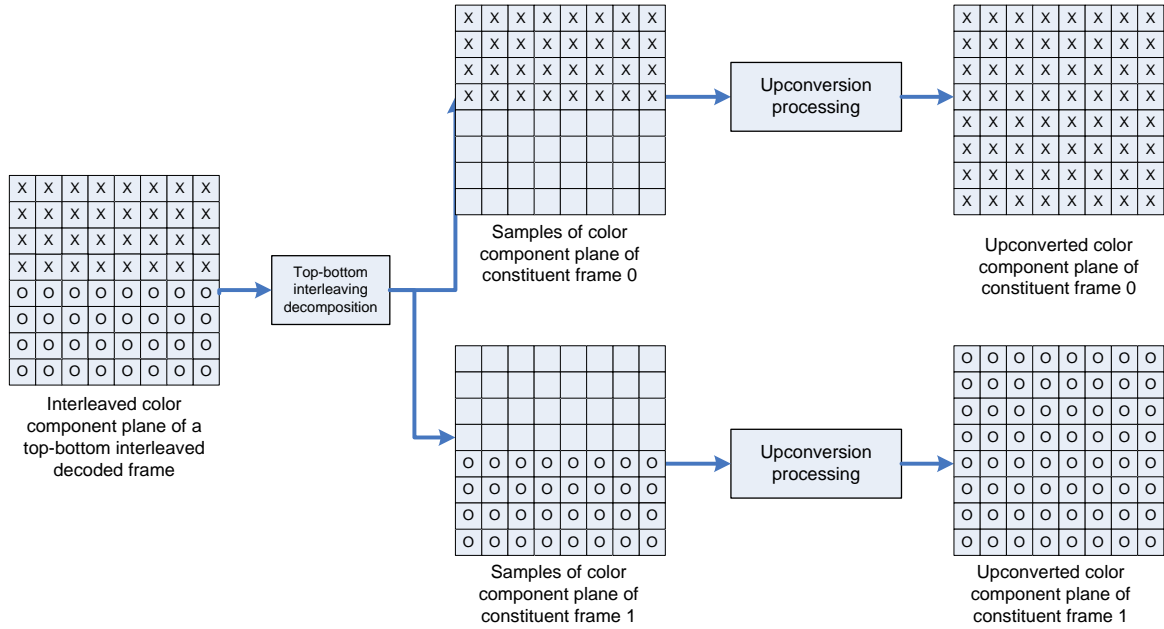 X X X X X X X X
X X X X X X X X
X X X X X X X X
X X X X X X X X
O O O O O O O O
O O O O O O O O
O O O O O O O O
O O O O O O O O
Interleaved color
component plane of a
top-bottom interleaved
decoded frame
Top-bottom
interleaving
decomposition
X X X X X X X X
X X X X X X X X
X X X X X X X X
X X X X X X X X
Samples of color
component plane of
constituent frame 0
Upconversion
processing
X X X X X X X X
X X X X X X X X
X X X X X X X X
X X X X X X X X
X X X X X X X X
X X X X X X X X
X X X X X X X X
X X X X X X X X
Upconverted color
component plane of
constituent frame 0
O O O O O O O O
O O O O O O O O
O O O O O O O O
O O O O O O O O
Samples of color
component plane of
constituent frame 1
Upconversion
processing
O O O O O O O O
O O O O O O O O
O O O O O O O O
O O O O O O O O
O O O O O O O O
O O O O O O O O
O O O O O O O O
O O O O O O O O
Upconverted color
component plane of
constituent frame 1